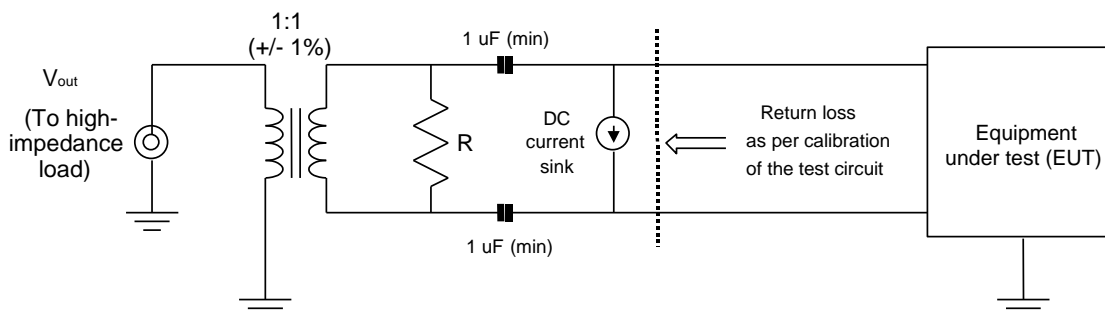 1:1
(+/- 1%)
1 uF (min)
Vout
(To high-
impedance
load)
R
DC
current
sink
Return loss
as per calibration
of the test circuit
Equipment
under test (EUT)
1 uF (min)